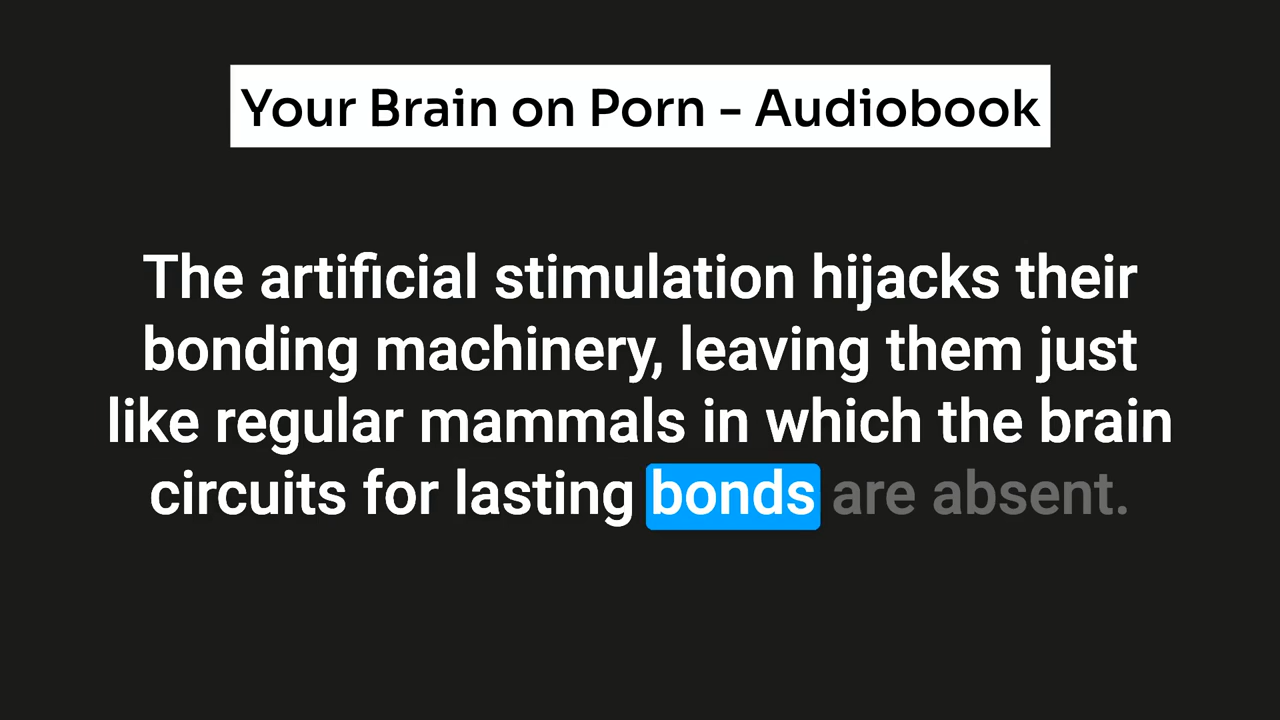 Your Brain on Porn - Audiobook
The artificial stimulation hijacks their
bonding machinery, leaving them just
like regular mammals in which the brain
circuits for lasting bonds are absent.